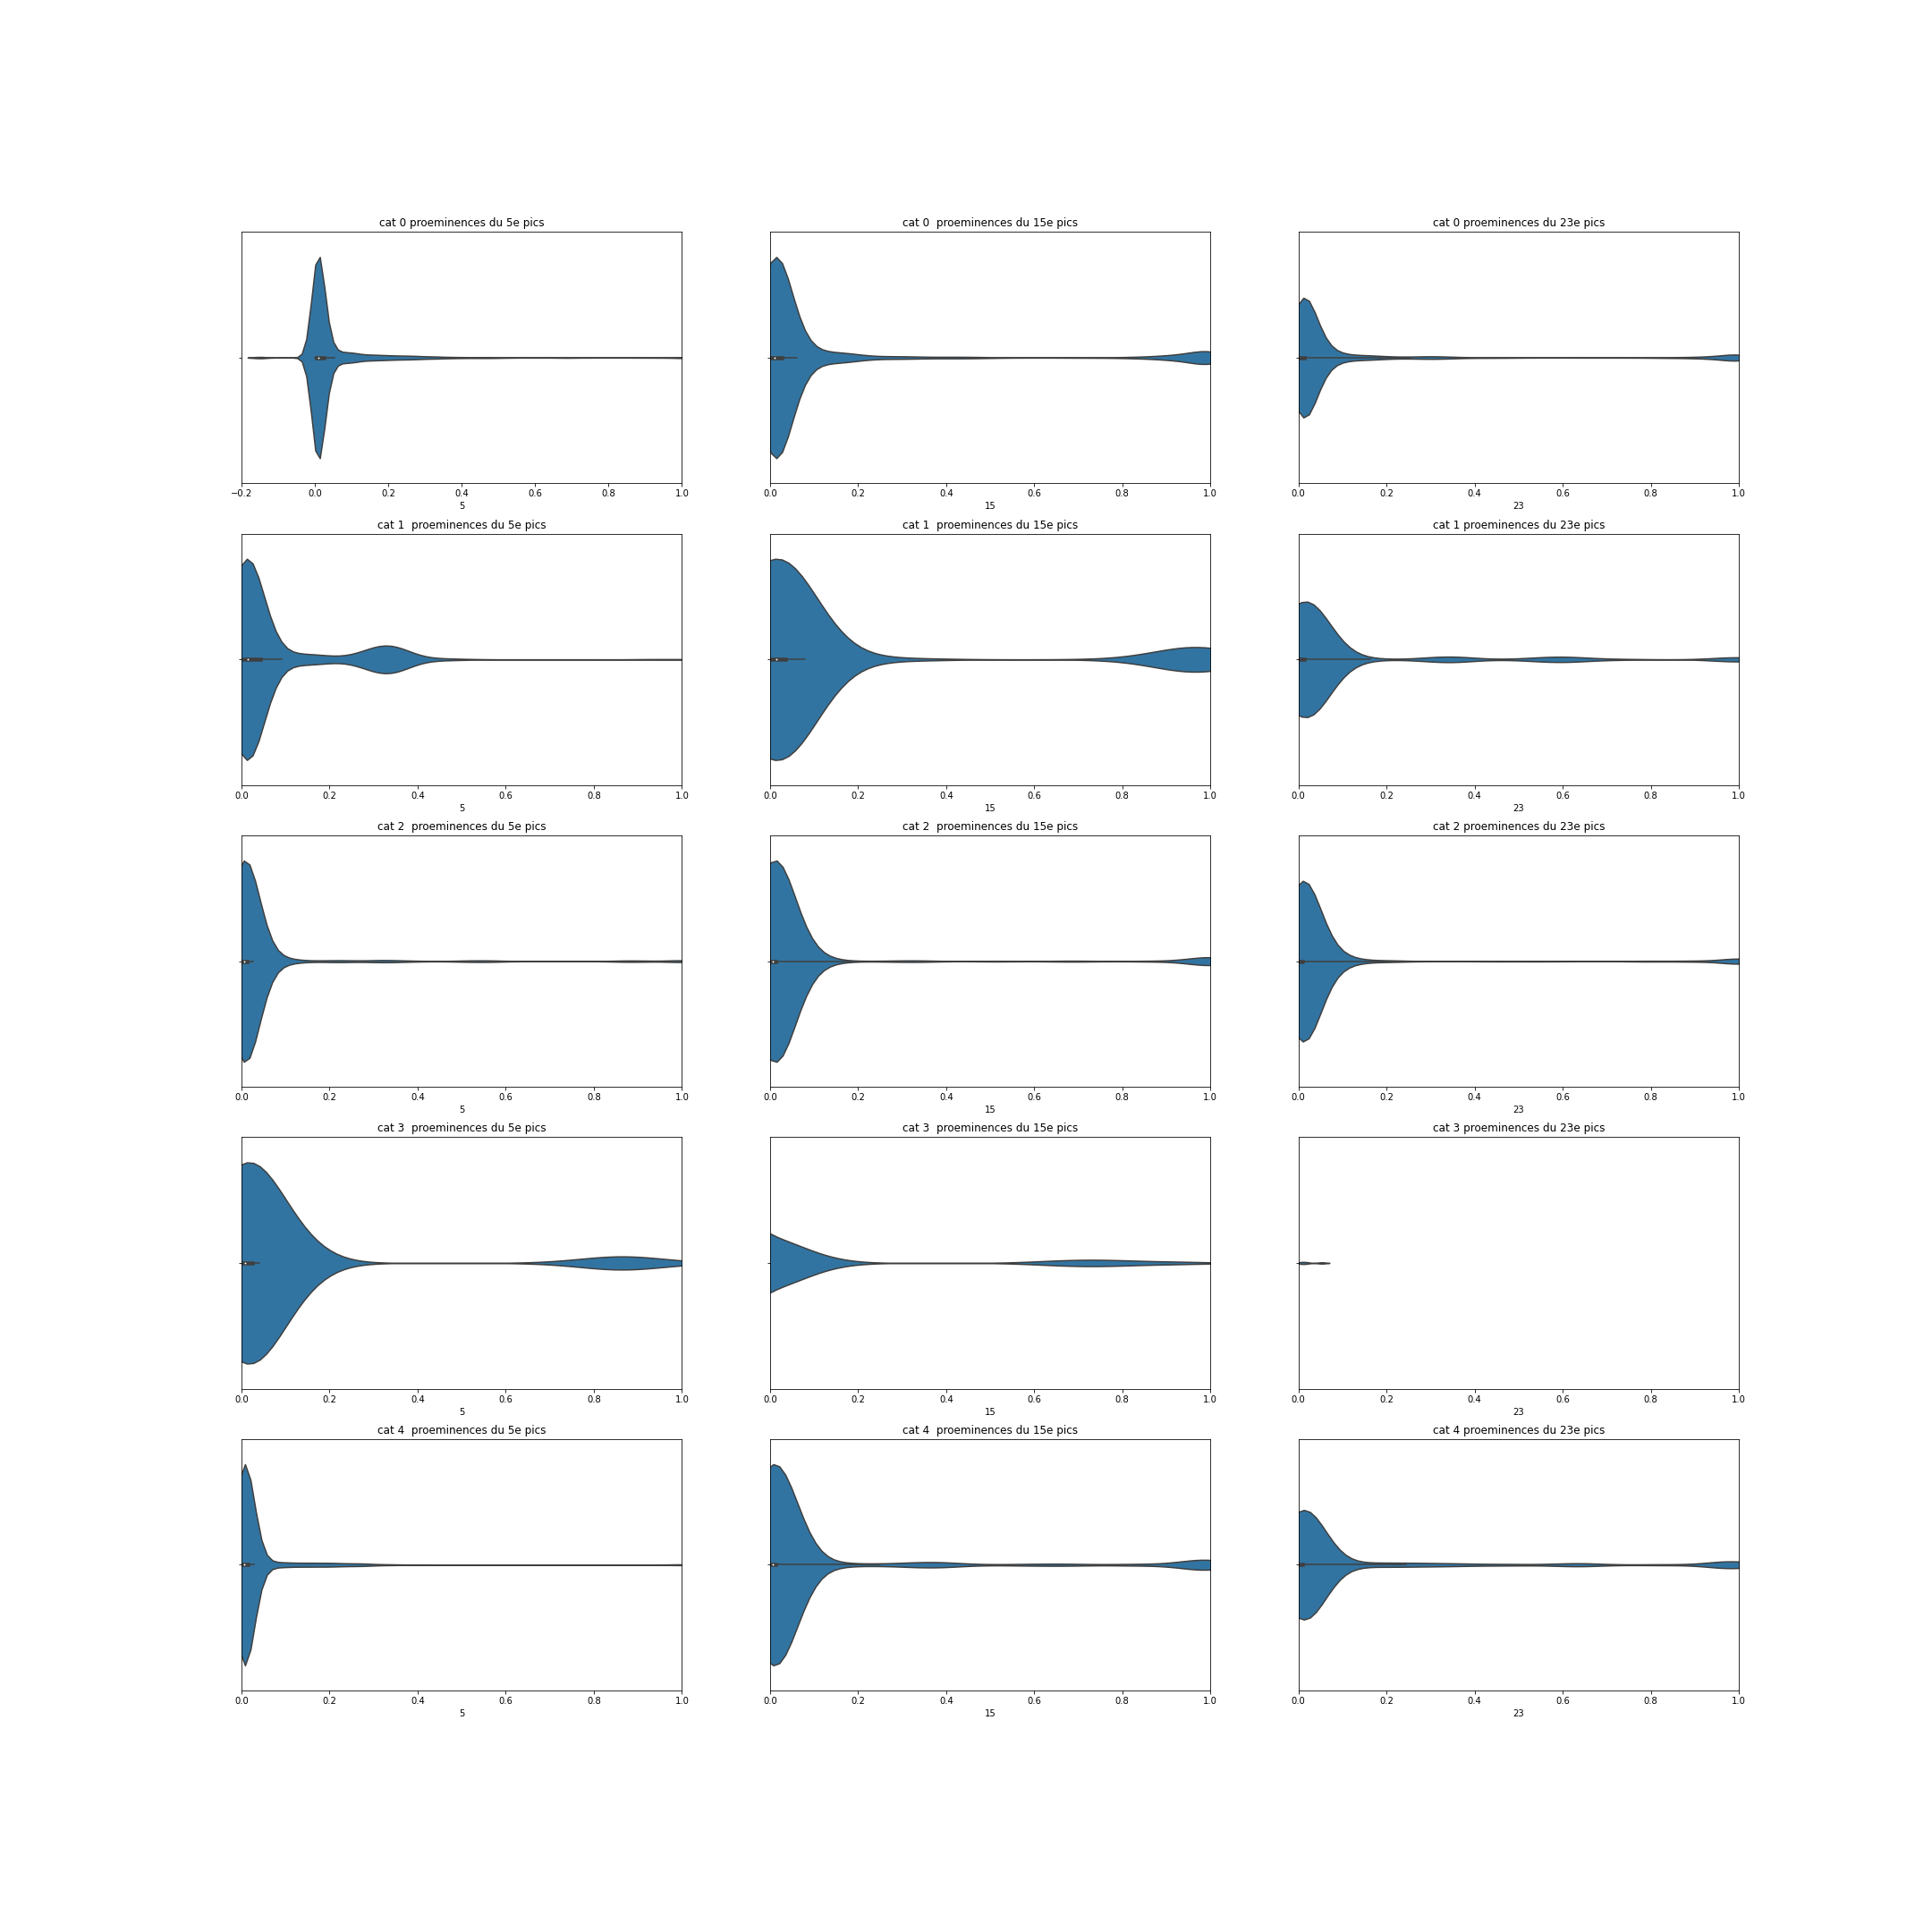 cat 0 proeminences du 5e pics
cat 0  proeminences du 15e pics
cat 0 proeminences du 23e pics
−0.2 0.0 0.2 0.4 0.6 0.8 1.0
0.0 0.2 0.4 0.6 0.8 1.0
0.0 0.2 0.4 0.6 0.8 1.0
5
15
23
cat 1  proeminences du 5e pics
cat 1  proeminences du 15e pics
cat 1 proeminences du 23e pics
0.0 0.2 0.4 0.6 0.8 1.0
0.0 0.2 0.4 0.6 0.8 1.0
0.0 0.2 0.4 0.6 0.8 1.0
5
15
23
cat 2  proeminences du 5e pics
cat 2  proeminences du 15e pics
cat 2 proeminences du 23e pics
0.0 0.2 0.4 0.6 0.8 1.0
0.0 0.2 0.4 0.6 0.8 1.0
0.0 0.2 0.4 0.6 0.8 1.0
5
15
23
cat 3  proeminences du 5e pics
cat 3  proeminences du 15e pics
cat 3 proeminences du 23e pics
0.0 0.2 0.4 0.6 0.8 1.0
0.0 0.2 0.4 0.6 0.8 1.0
0.0 0.2 0.4 0.6 0.8 1.0
5
15
23
cat 4  proeminences du 5e pics
cat 4  proeminences du 15e pics
cat 4 proeminences du 23e pics
0.0 0.2 0.4 0.6 0.8 1.0
0.0 0.2 0.4 0.6 0.8 1.0
0.0 0.2 0.4 0.6 0.8 1.0
5
15
23